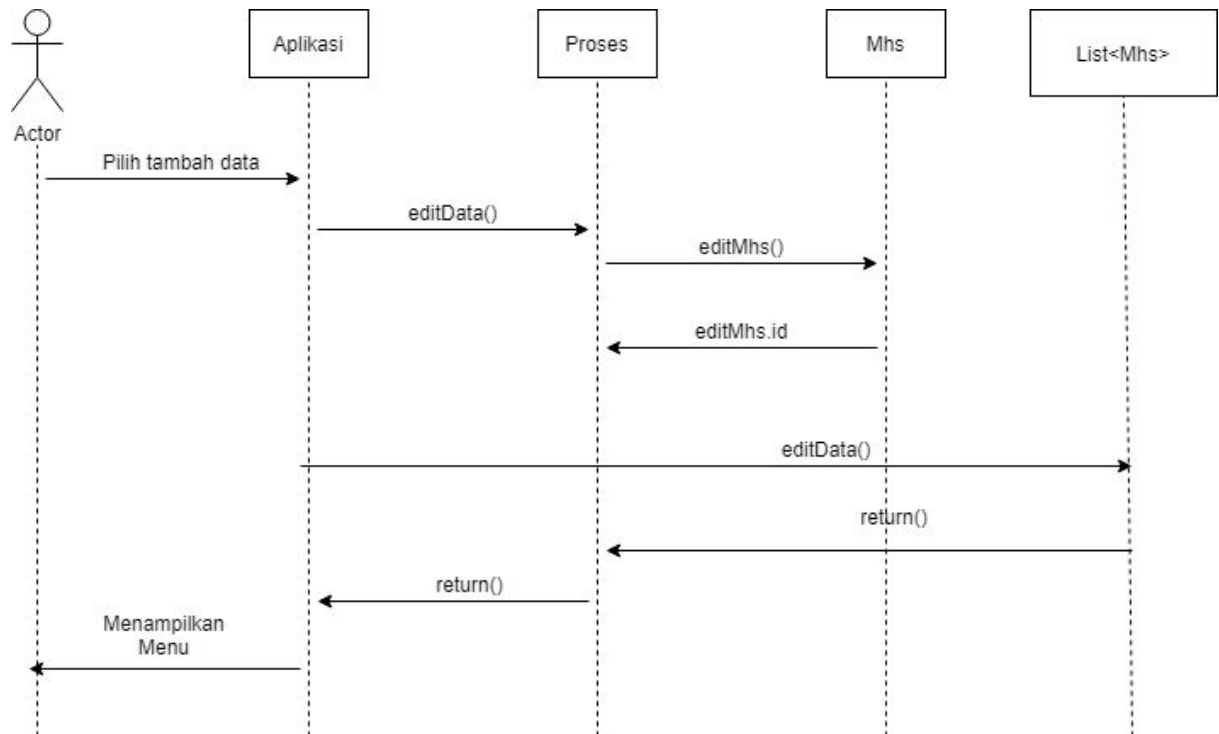 Aplikasi
Proses
Mhs
List<Mhs>
Actor
Pilih tambah data
editData()
editMhs()
editMhs.id
editData()
return()
return()
Menampilkan
Menu